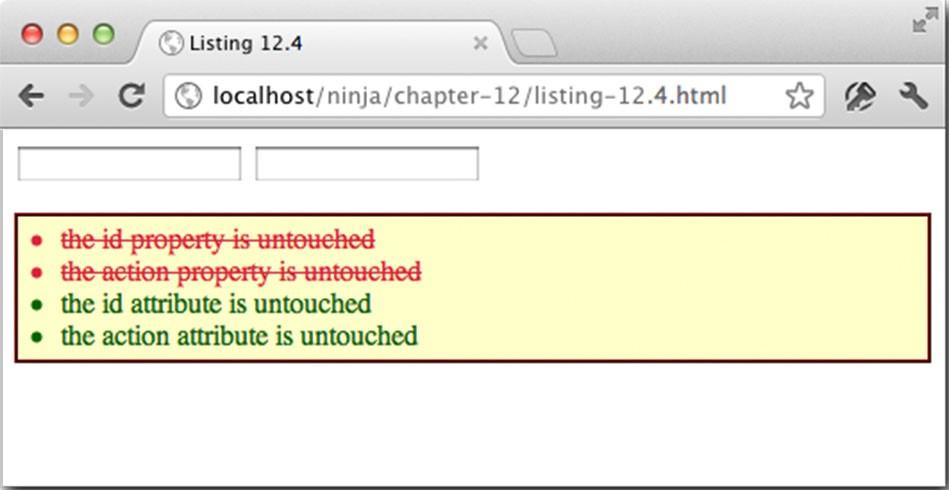 Listing 12.4
localhost/ninja/chapter-12/listing-12.4.html
the id property is untouched
the action property is untouched
the id attribute is untouched
the action attribute is untouched